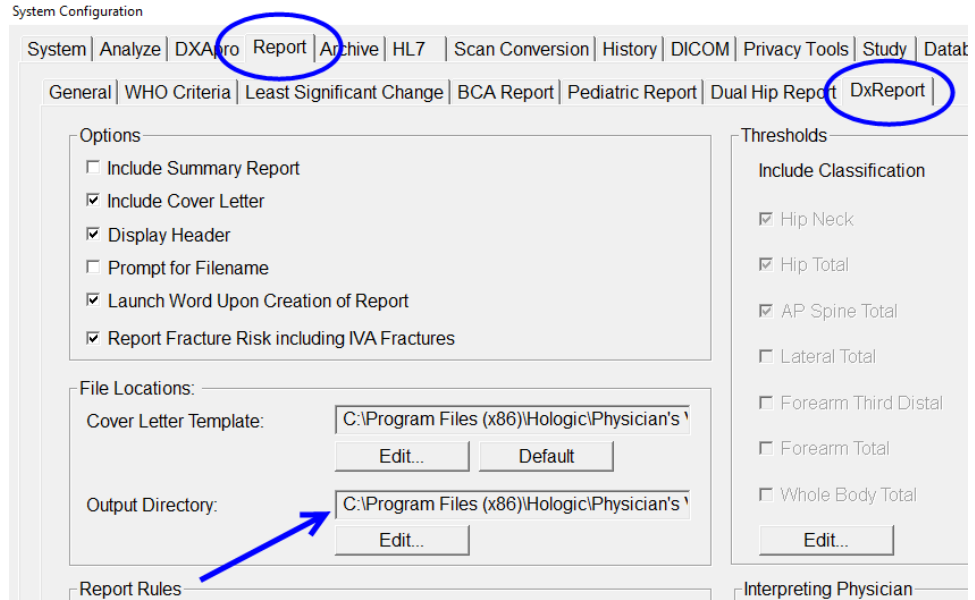 System Configuration
System Analyze DXApro Report Archive HL7 Scan Conversion History DICOM Privacy Tools Study Datab
General WHO Criteria Least Significant Change BCA Report Pediatric Report Dual Hip Report DxReport
Options
Include Summary Report
Include Cover Letter
Display Header
Prompt for Filename
Launch Word Upon Creation of Report
Report Fracture Risk including IVA Fractures
Thresholds
Include Classification
Hip Neck
Hip Total
AP Spine Total
Lateral Total
Forearm Third Distal
Forearm Total
Whole Body Total
Edit...
File Locations:
Cover Letter Template: C:\Program Files (x86)\Hologic\Physician's V
Edit... Default
Output Directory: C:\Program Files (x86)\Hologic\Physician's V
Edit...
Report Rules
Interpreting Physician